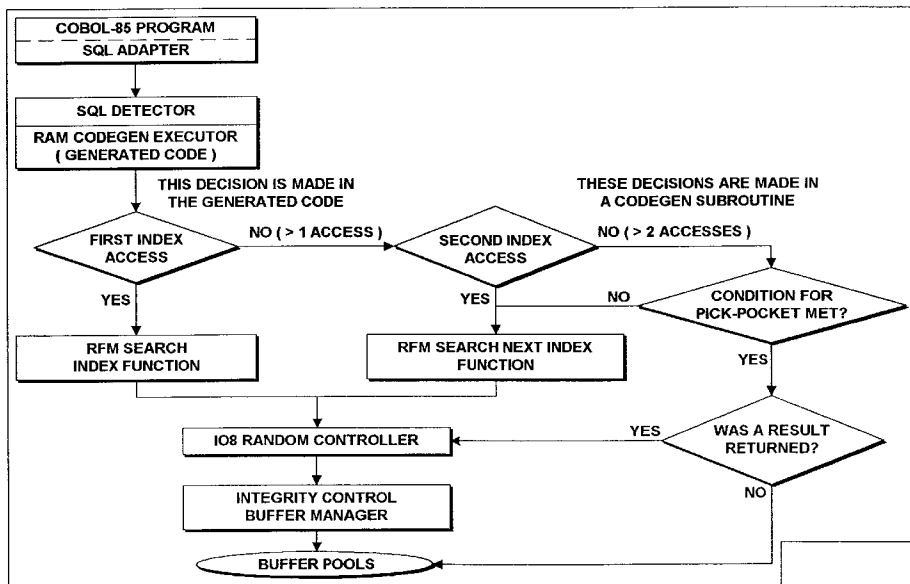 COBOL-85 PROGRAM
SQL ADAPTER
SQL DETECTOR
RAM CODEGEN EXECUTOR
( GENERATED CODE )
THIS DECISION IS MADE IN
THE GENERATED CODE
THESE DECISIONS ARE MADE IN
A CODEGEN SUBROUTINE
FIRST INDEX
ACCESS
NO ( > 1 ACCESS )
SECOND INDEX
ACCESS
NO ( > 2 ACCESSES )
YES
YES
NO
CONDITION FOR
PICK-POCKET MET?
RFM SEARCH
INDEX FUNCTION
RFM SEARCH NEXT INDEX
FUNCTION
YES
IO8 RANDOM CONTROLLER
YES
WAS A RESULT
RETURNED?
NO
INTEGRITY CONTROL
BUFFER MANAGER
BUFFER POOLS